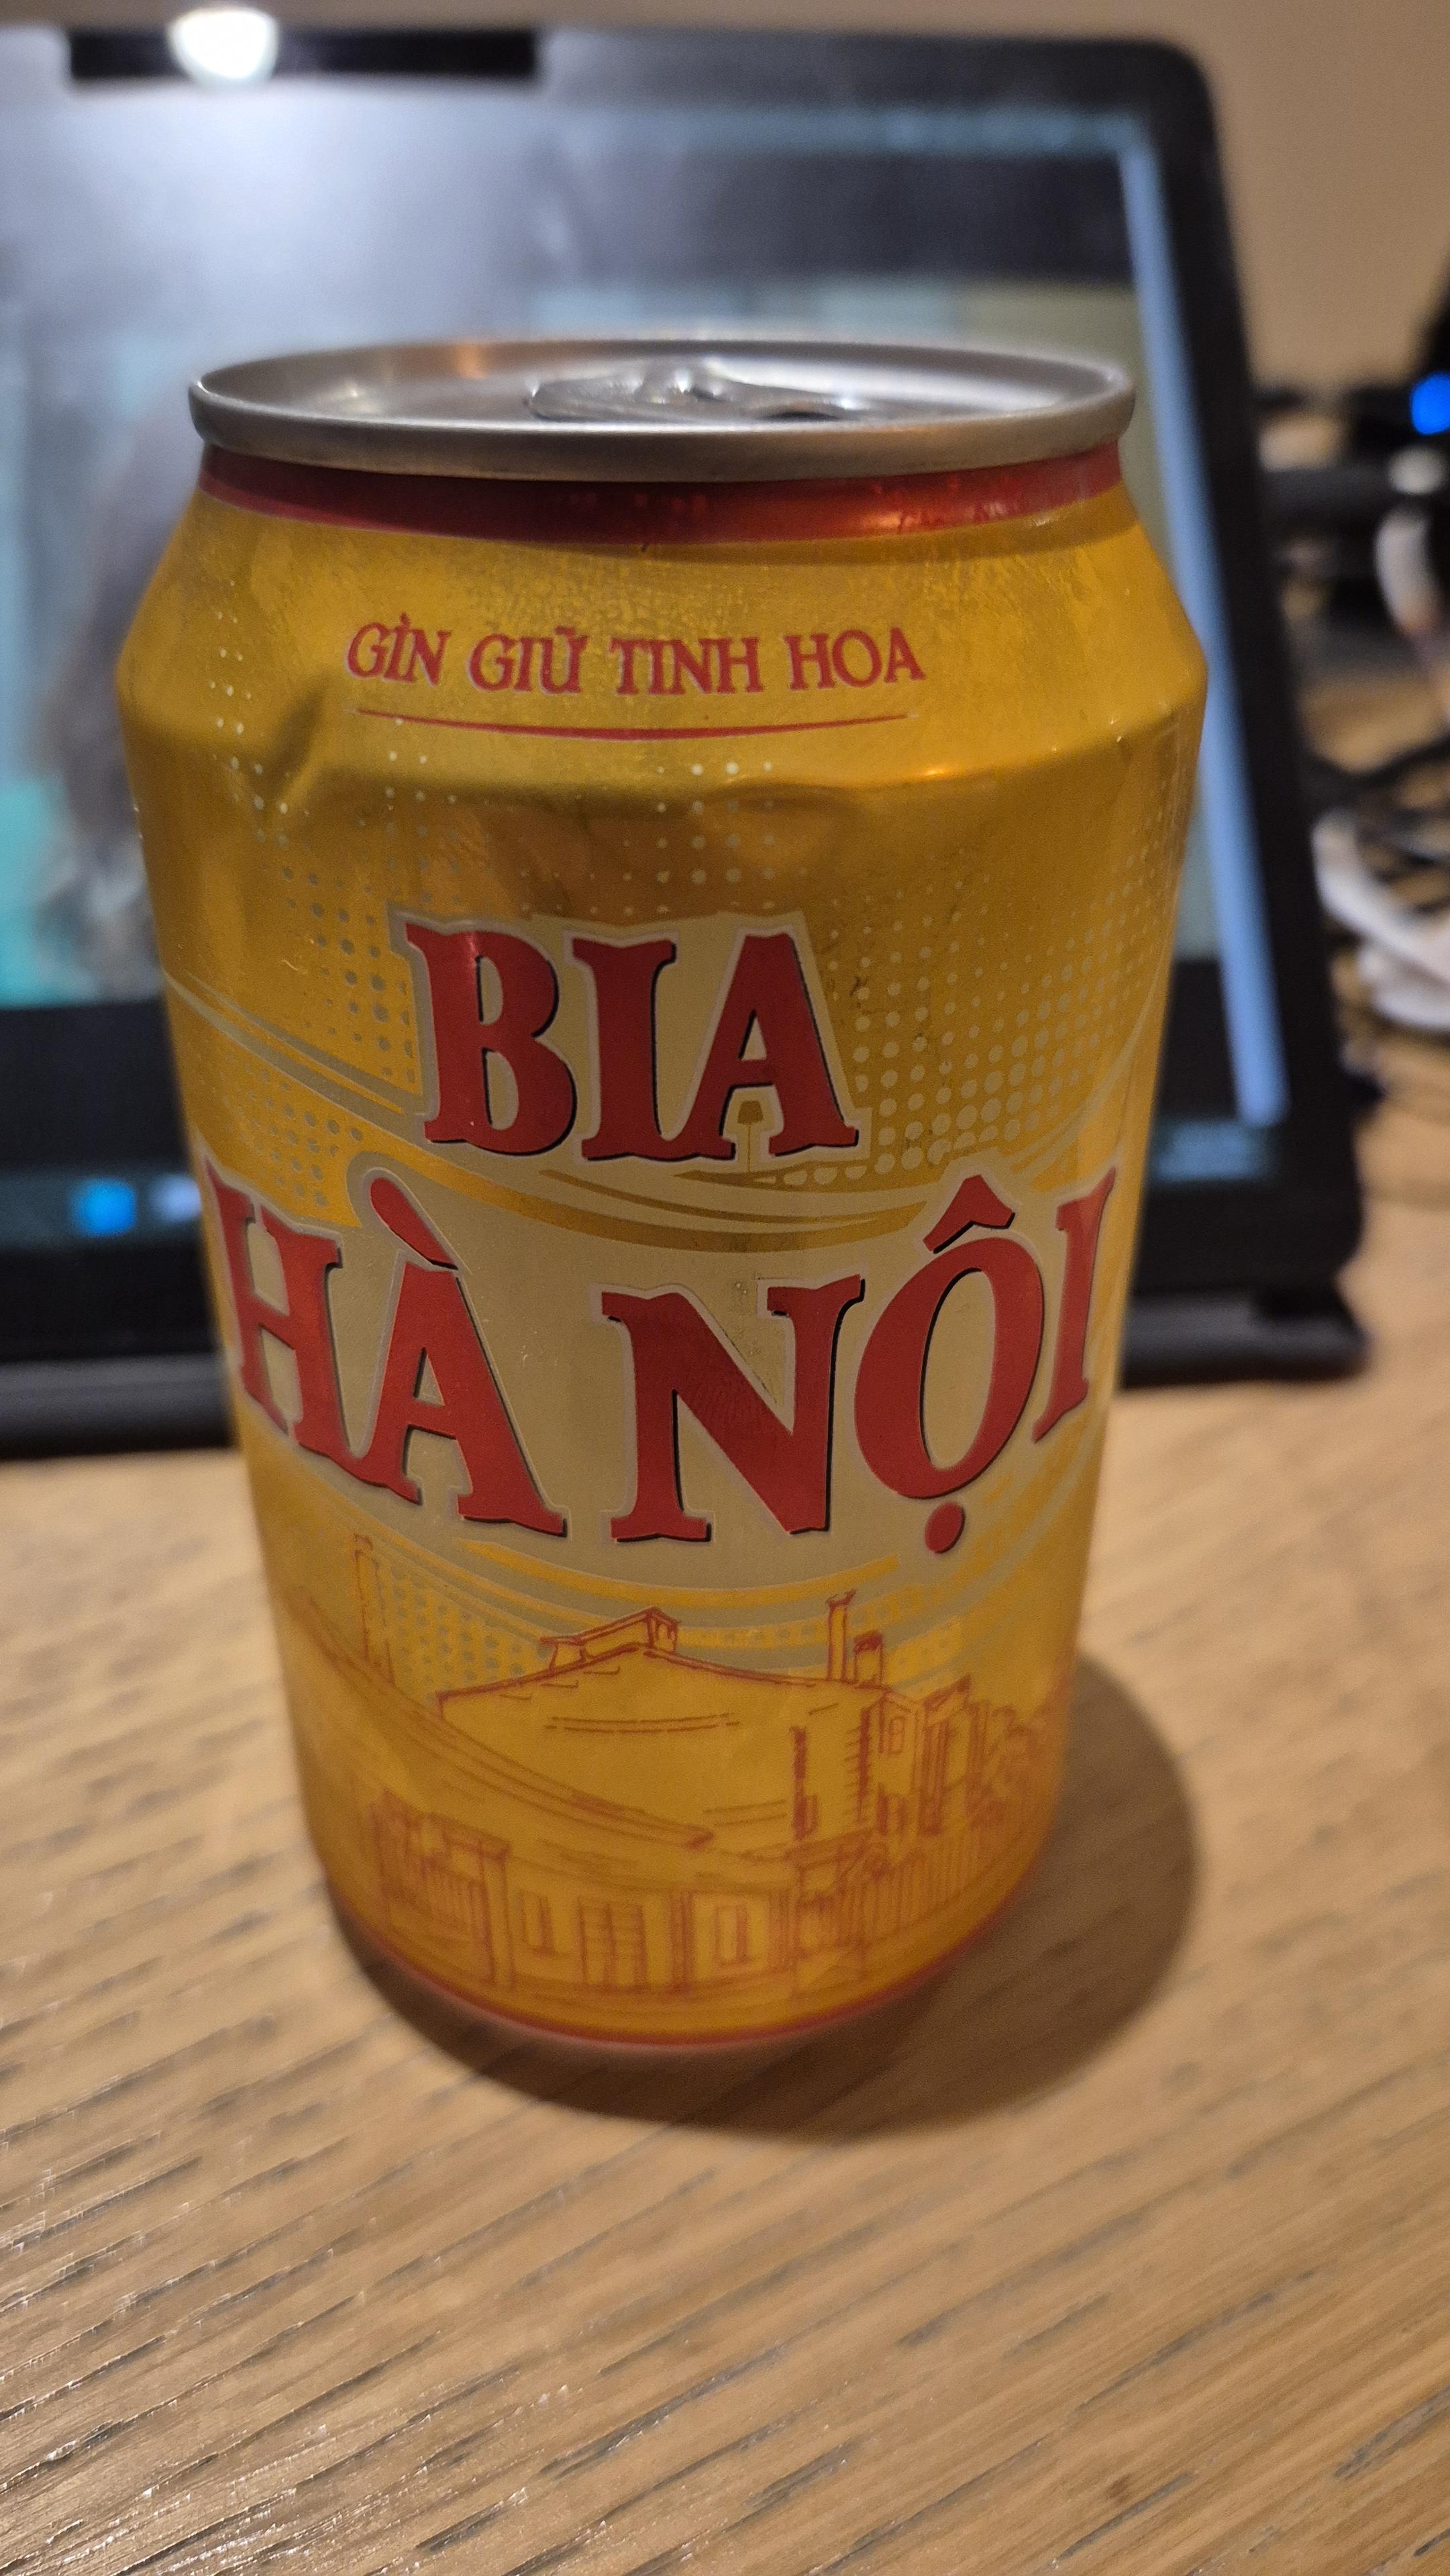 GÌN GIỮ TINH HOA
BIA
HÀ NỘI